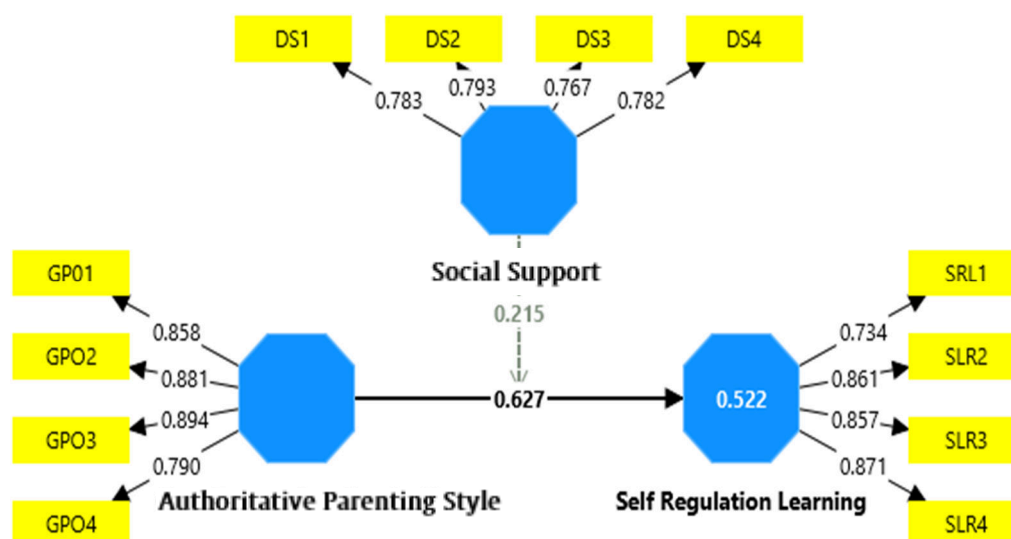 DS1 DS2 DS3 DS4
0.783 0.793 0.767 0.782
Social Support
0.215
GP01
GPO2
GPO3
GPO4
0.858
0.881
0.894
0.790
Authoritative Parenting Style
0.627
0.522
Self Regulation Learning
0.734
0.861
0.857
0.871
SRL1
SLR2
SLR3
SLR4